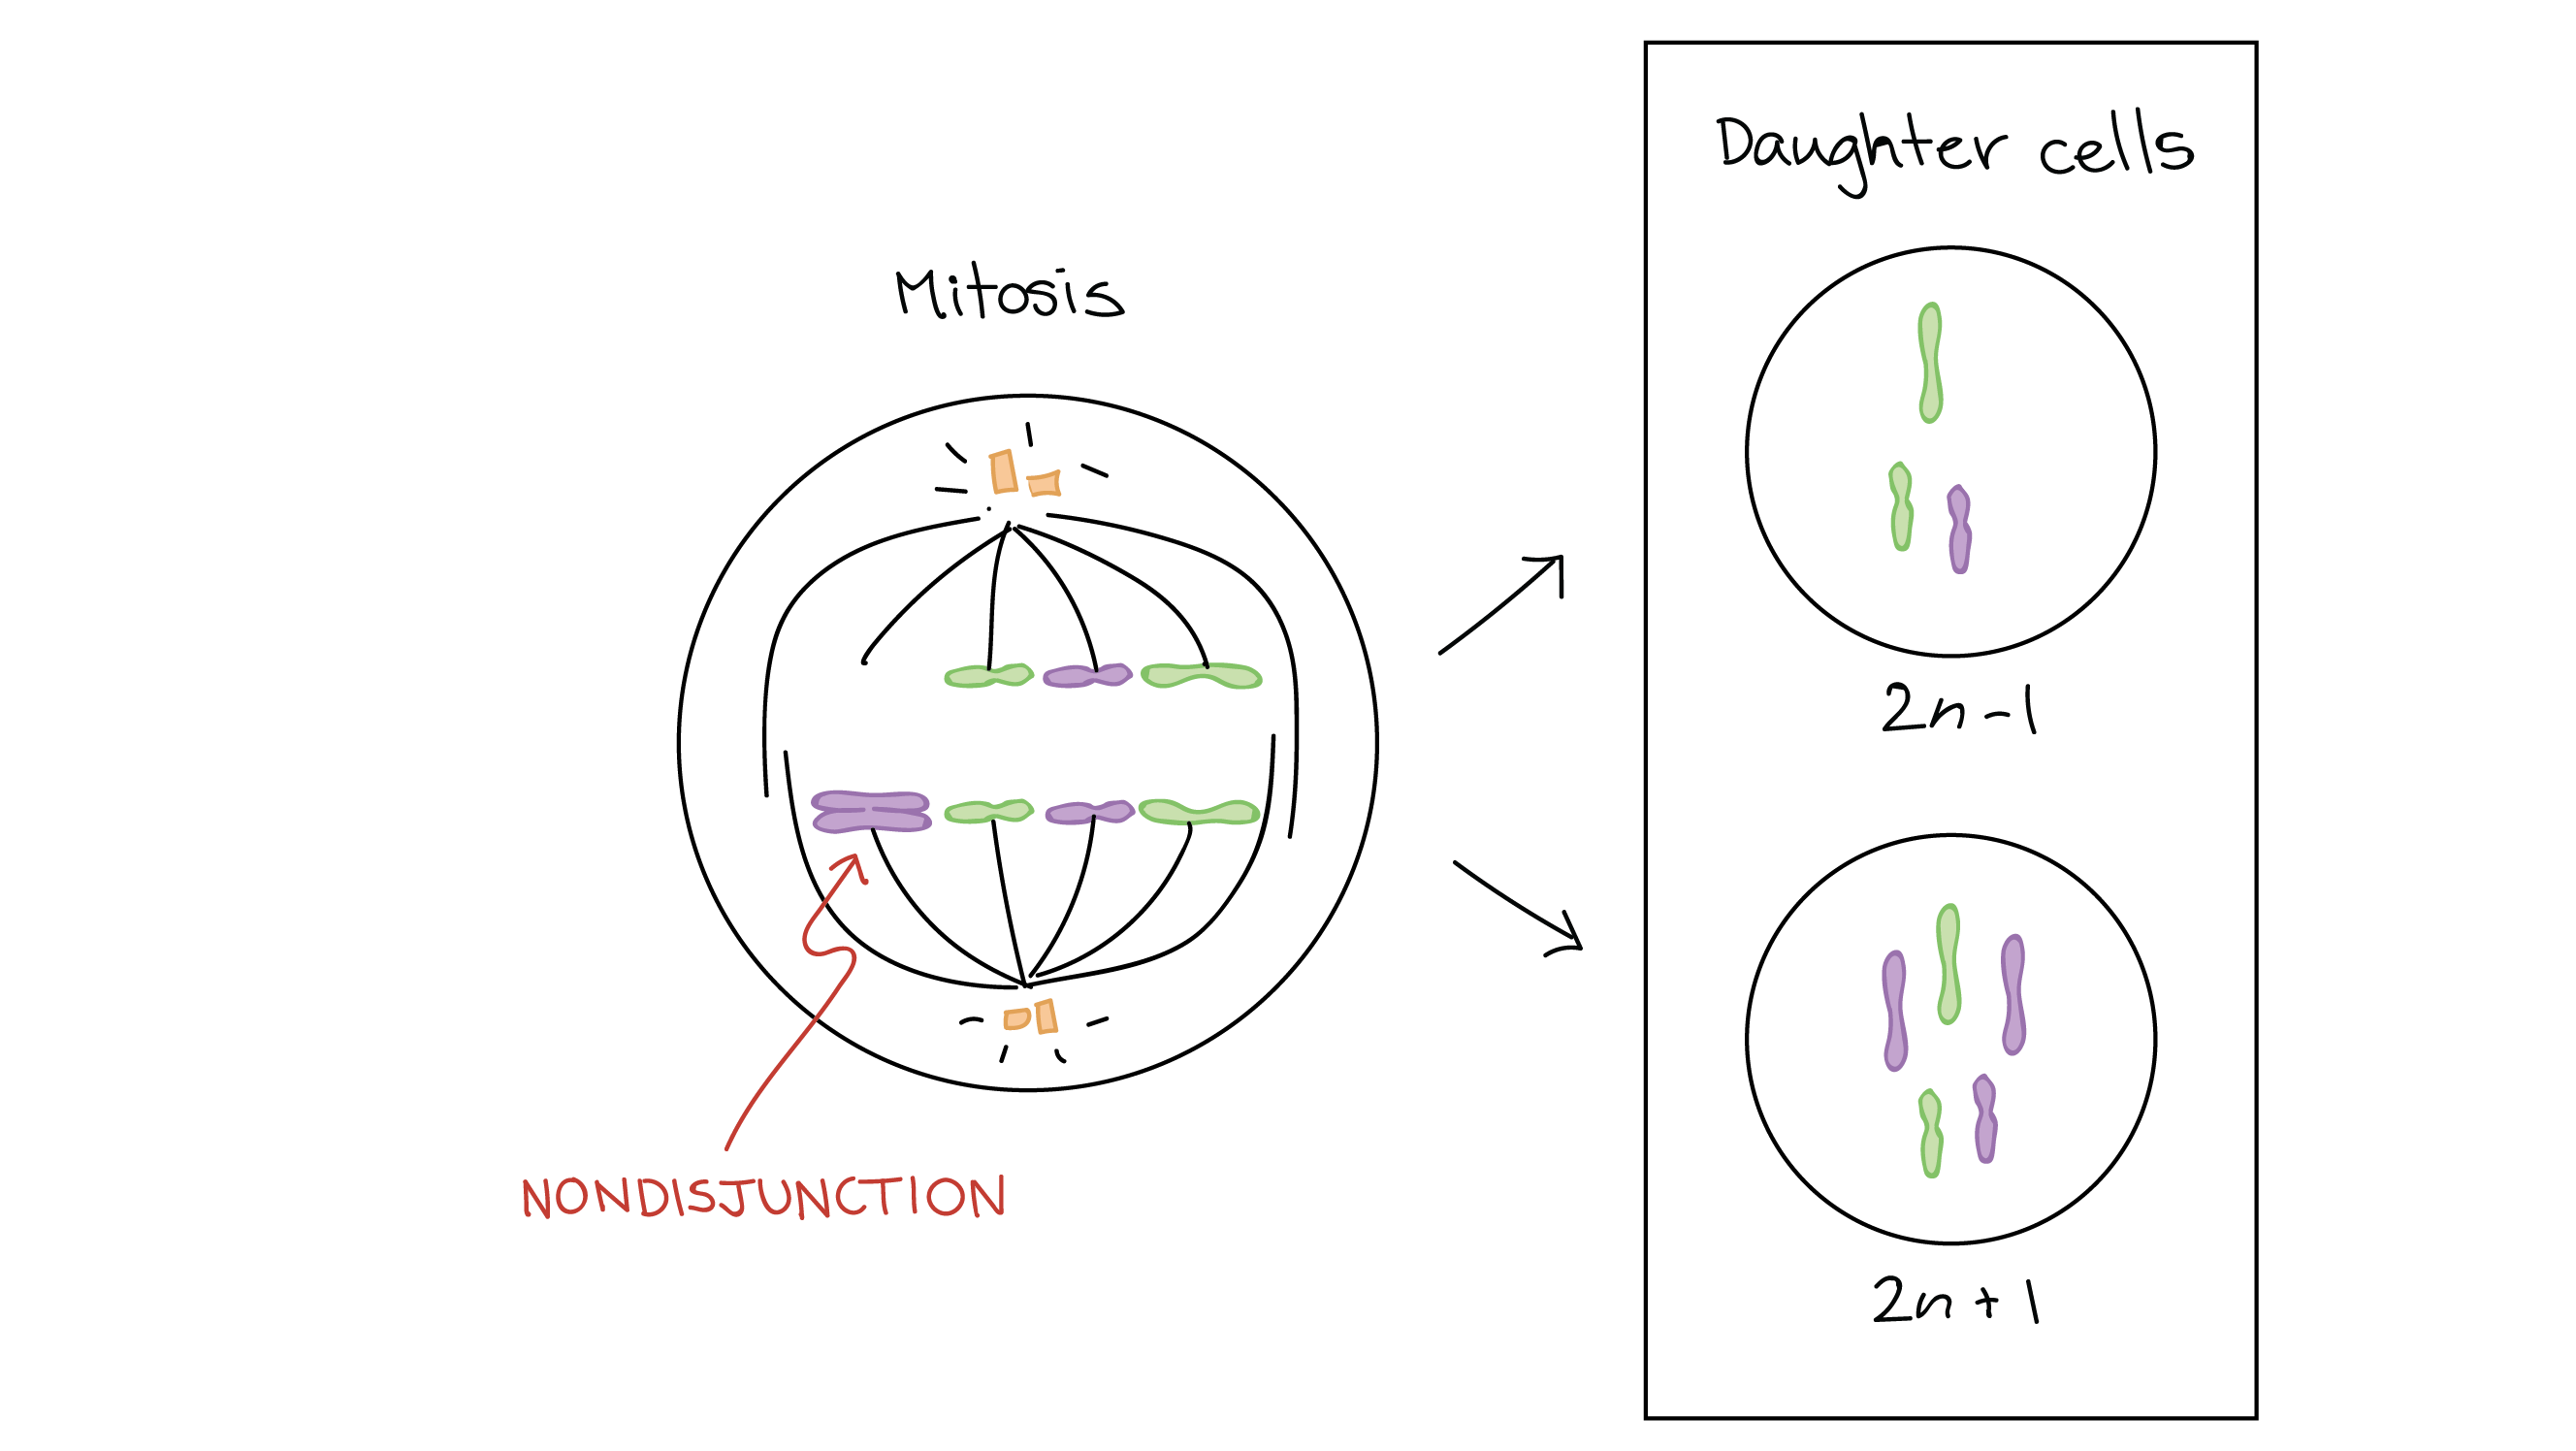 Mitosis
NONDISJUNCTION
Daughter cells
2n-1
2n+1